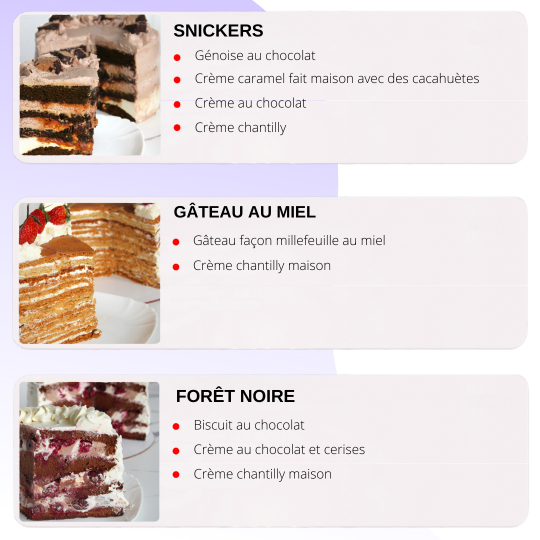 SNICKERS
Génoise au chocolat
Crème caramel fait maison avec des cacahuètes
Crème au chocolat
Crème chantilly
GÂTEAU AU MIEL
Gâteau façon millefeuille au miel
Crème chantilly maison
FORÊT NOIRE
Biscuit au chocolat
Crème au chocolat et cerises
Crème chantilly maison